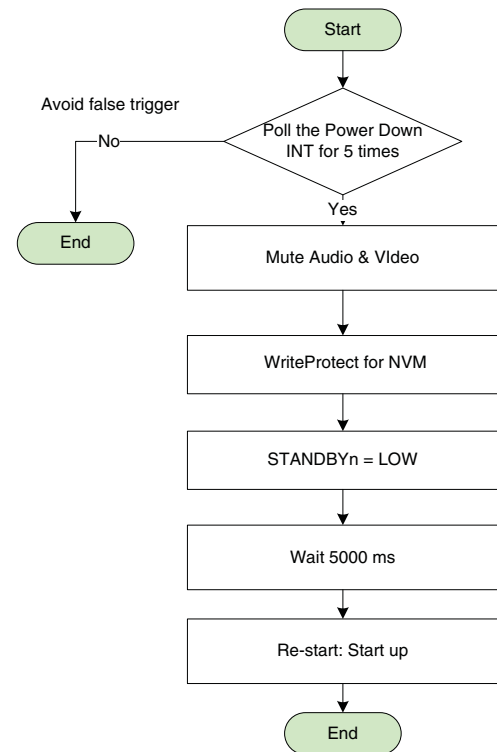 Start
Avoid false trigger
Poll the Power Down
INT for 5 times
No
Yes
End
Mute Audio & VIdeo
WriteProtect for NVM
STANDBYn = LOW
Wait 5000 ms
Re-start: Start up
End